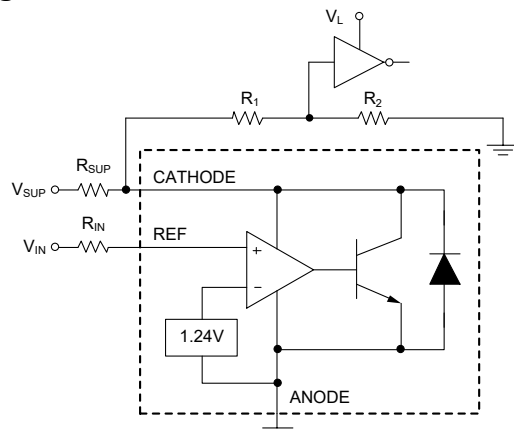 VL
R1
R2
RSUP
VSUP
CATHODE
RIN
VIN
REF
+
−
1.24V
ANODE